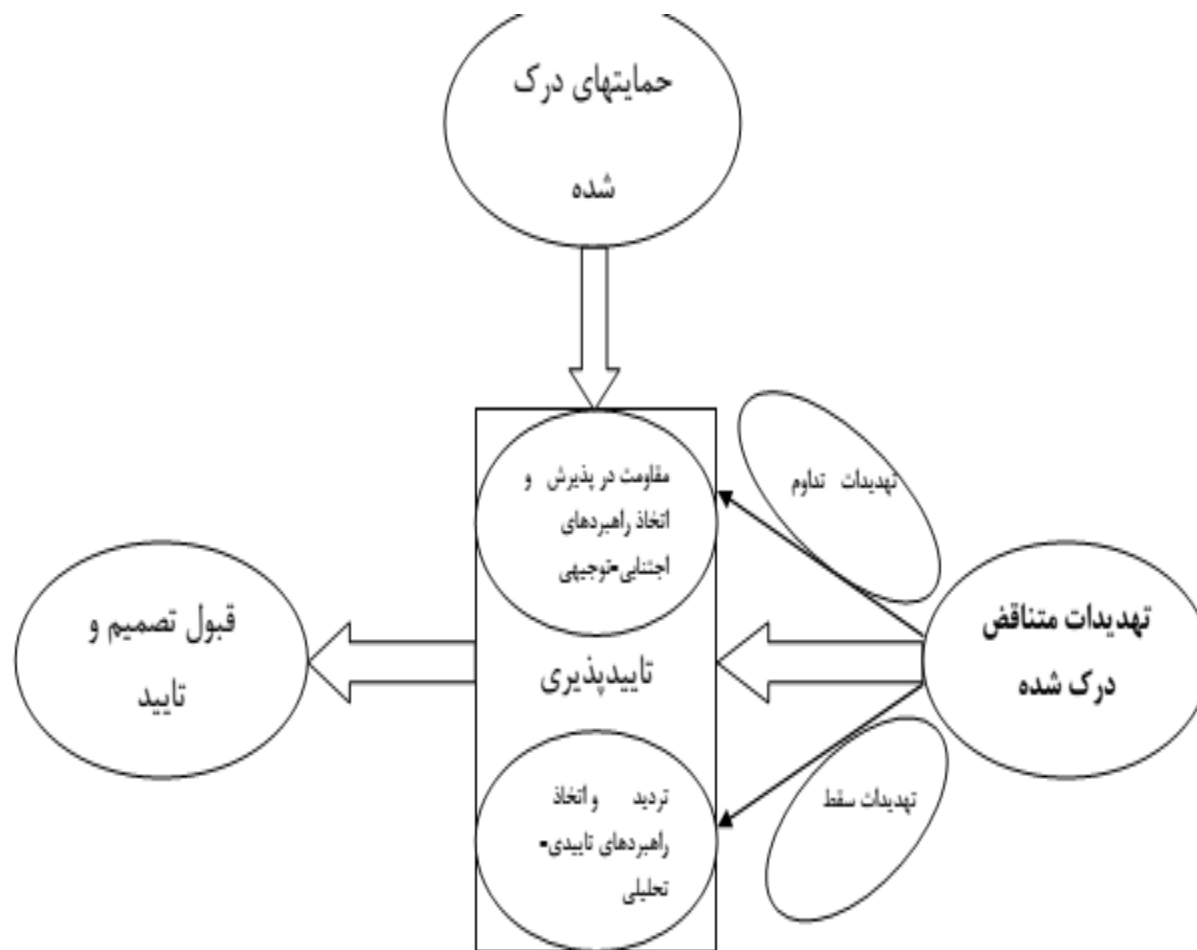 حمایتهای درک
شده
تهدیدات تداوم
مقاومت در پذیرش و
اتخاذ راهبردهای
اجتنابی-توجیهی
تهدیدات متناقض
درک شده
تاییدپذیری
قبول تصمیم و
تایید
تهدیدات سقط
تردید و اتخاذ
راهبردهای تاییدی-
تحلیلی